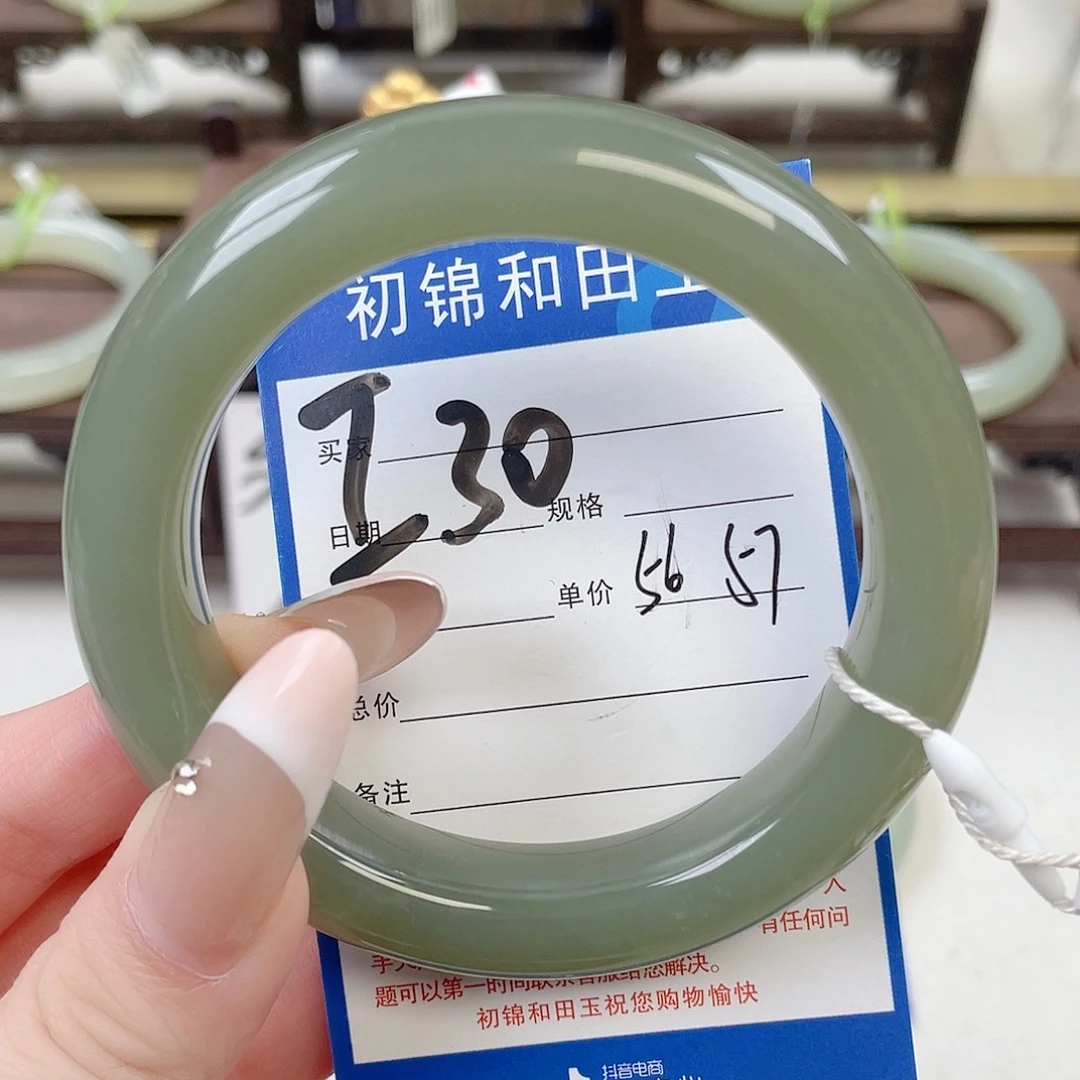 初锦和田玉
I30
买家
日期 规格
单价 56 57
总价
备注
人
有任何问
题可以第一时间联系客服给您解决。
初锦和田玉祝您购物愉快
抖音电商